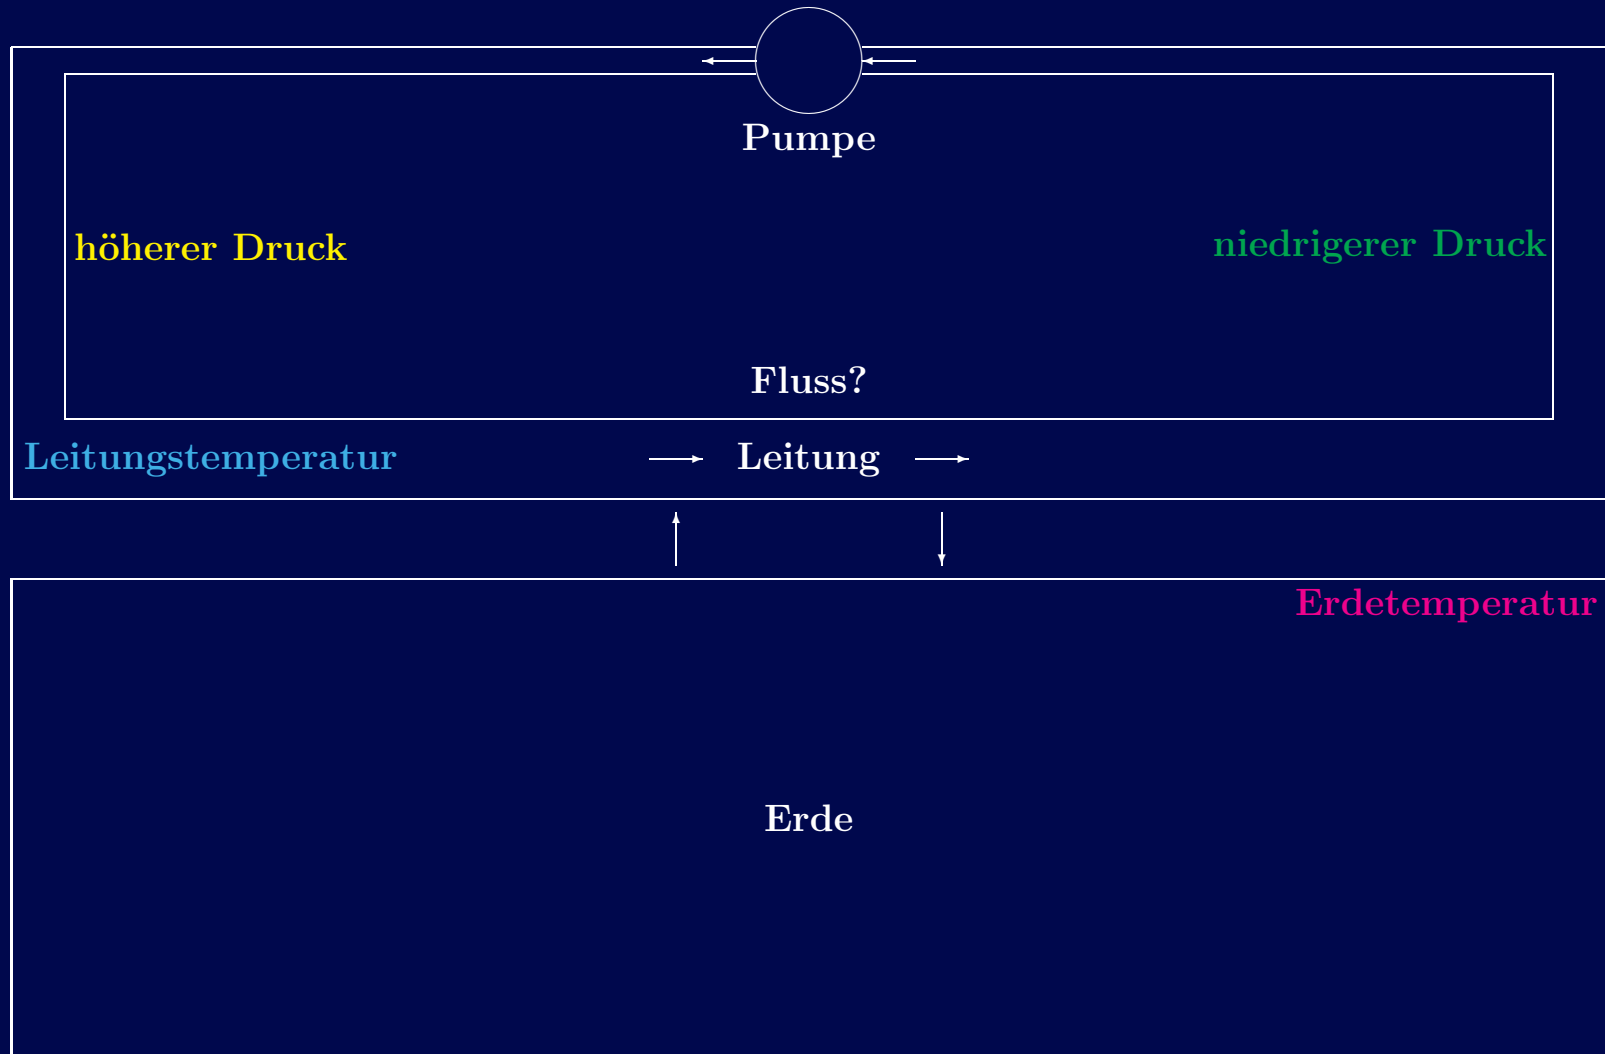 Pumpe
höherer Druck
niedrigerer Druck
Fluss?
Leitungstemperatur
Leitung
Erdetemperatur
Erde